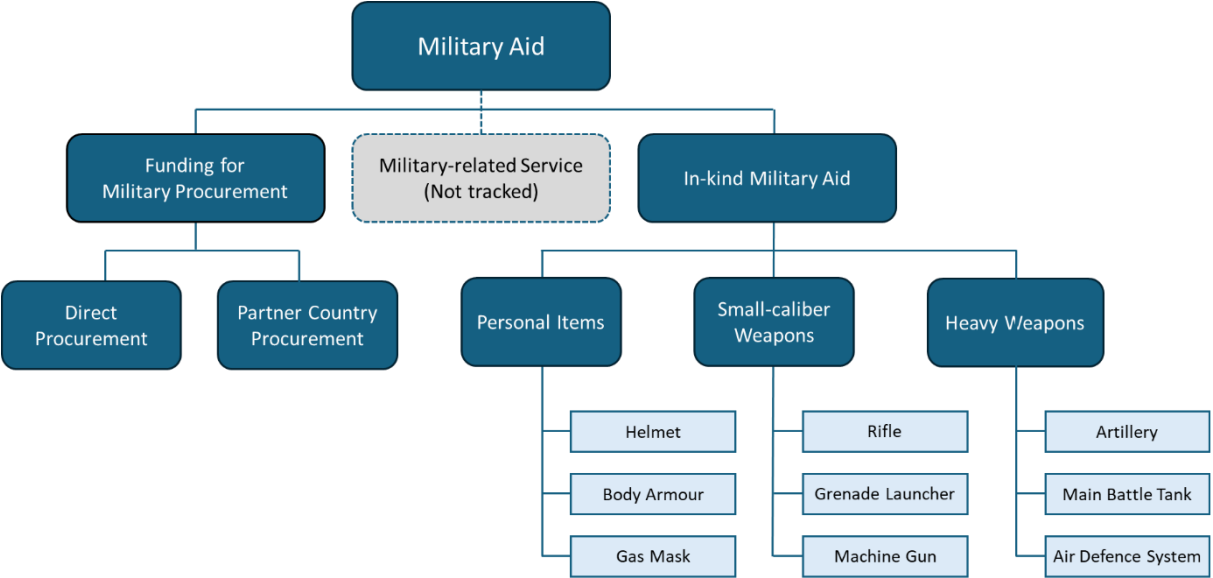 Military Aid
Funding for
Military Procurement
Military-related Service
(Not tracked)
In-kind Military Aid
Direct
Procurement
Partner Country
Procurement
Personal Items
Small-caliber
Weapons
Heavy Weapons
Helmet
Rifle
Artillery
Body Armour
Grenade Launcher
Main Battle Tank
Gas Mask
Machine Gun
Air Defence System